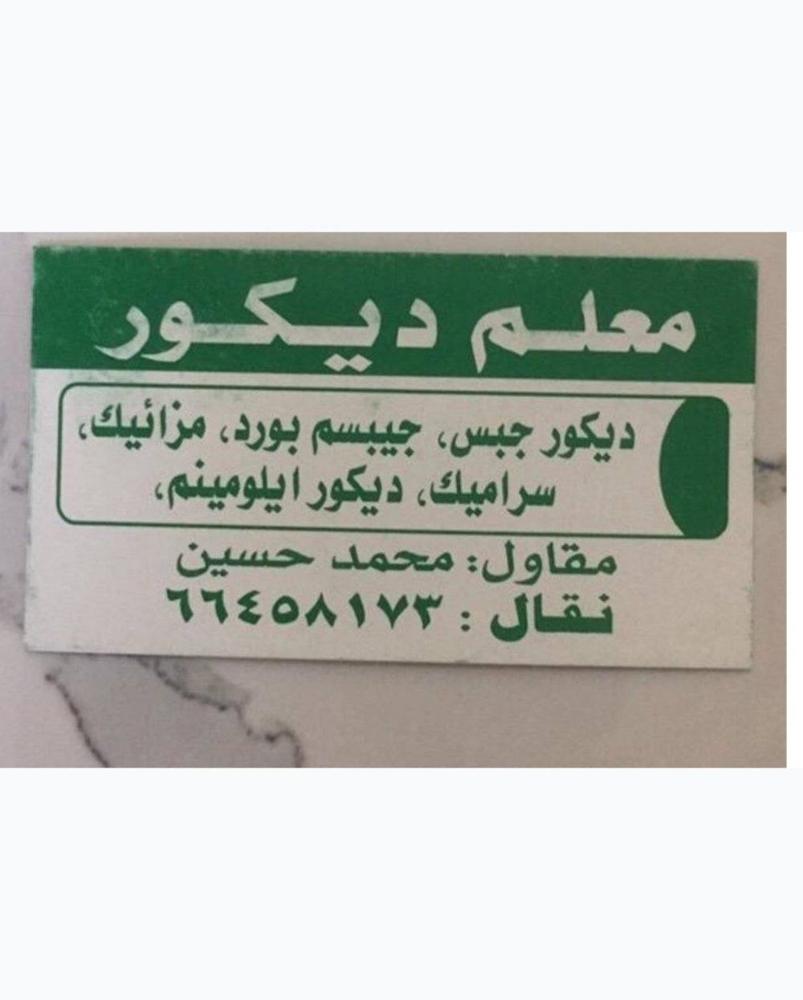 معلم ديكور
ديكور جبس، جيبسم بورد، مزائيك،
سراميك، ديكور ايلومينم،
مقاول: محمد حسين
نقال : ٦٦٤٥٨١٧٣